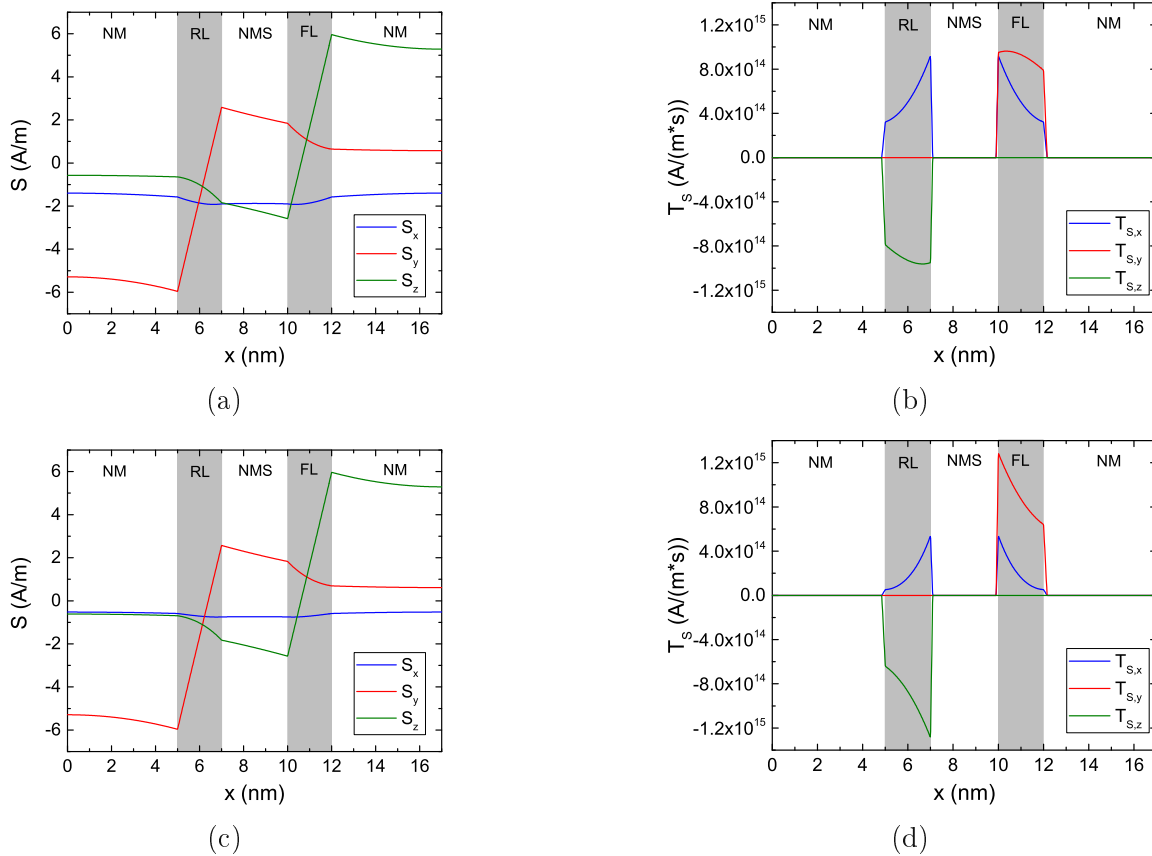 NM RL NMS FL NM
6
4
2
0
-2
-4
-6
S (A/m)
S_x
S_y
S_z
0 2 4 6 8 10 12 14 16
x (nm)
(a)
NM RL NMS FL NM
1.2x10^15
8.0x10^14
4.0x10^14
0.0
-4.0x10^14
-8.0x10^14
-1.2x10^15
T_S (A/(m*s))
T_S,x
T_S,y
T_S,z
0 2 4 6 8 10 12 14 16
x (nm)
(b)
NM RL NMS FL NM
6
4
2
0
-2
-4
-6
S (A/m)
S_x
S_y
S_z
0 2 4 6 8 10 12 14 16
x (nm)
(c)
NM RL NMS FL NM
1.2x10^15
8.0x10^14
4.0x10^14
0.0
-4.0x10^14
-8.0x10^14
-1.2x10^15
T_S (A/(m*s))
T_S,x
T_S,y
T_S,z
0 2 4 6 8 10 12 14 16
x (nm)
(d)